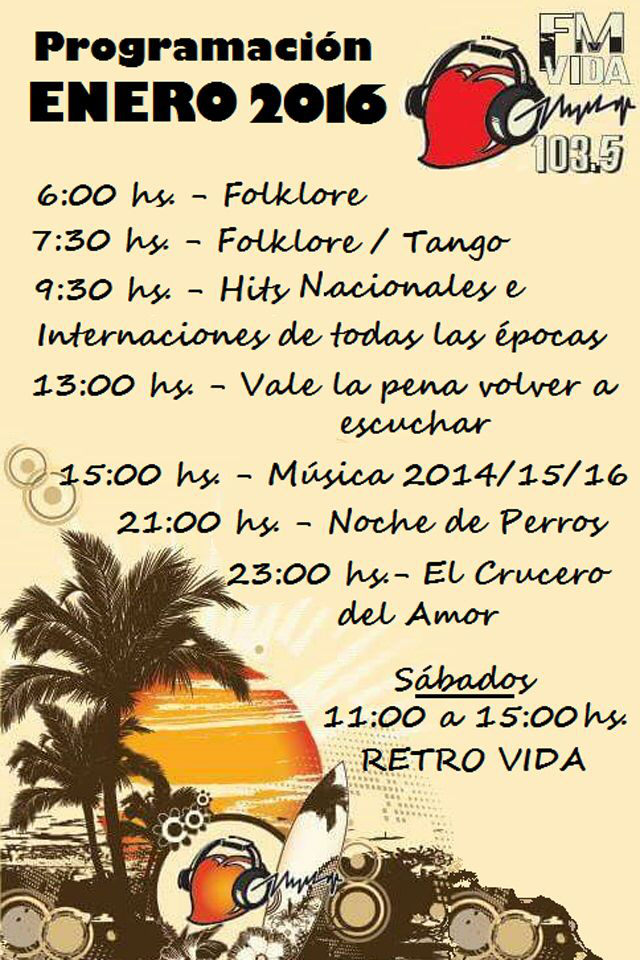 Programación
ENERO 2016
FM
VIDA
103.5
6:00 hs. - Folklore
7:30 hs. - Folklore / Tango
9:30 hs. - Hits Nacionales e
Internaciones de todas las épocas
13:00 hs. - Vale la pena volver a
escuchar
15:00 hs. - Música 2014/15/16
21:00 hs. - Noche de Perros
23:00 hs.- El Crucero
del Amor
Sábados
11:00 a 15:00 hs.
RETRO VIDA